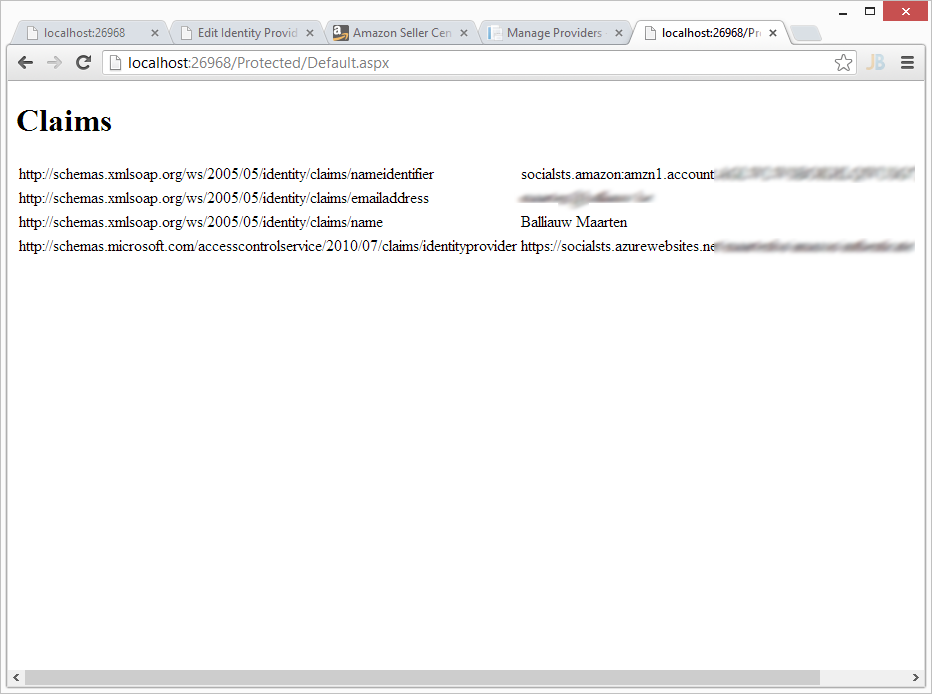 localhost:26968
Edit Identity Provid
Amazon Seller Cen
Manage Providers
localhost:26968/Pr
localhost:26968/Protected/Default.aspx
JB
Claims
http://schemas.xmlsoap.org/ws/2005/05/identity/claims/nameidentifier socialsts.amazon:amzn1.account
http://schemas.xmlsoap.org/ws/2005/05/identity/claims/emailaddress
http://schemas.xmlsoap.org/ws/2005/05/identity/claims/name Balliauw Maarten
http://schemas.microsoft.com/accesscontrolservice/2010/07/claims/identityprovider https://socialsts.azurewebsites.ne